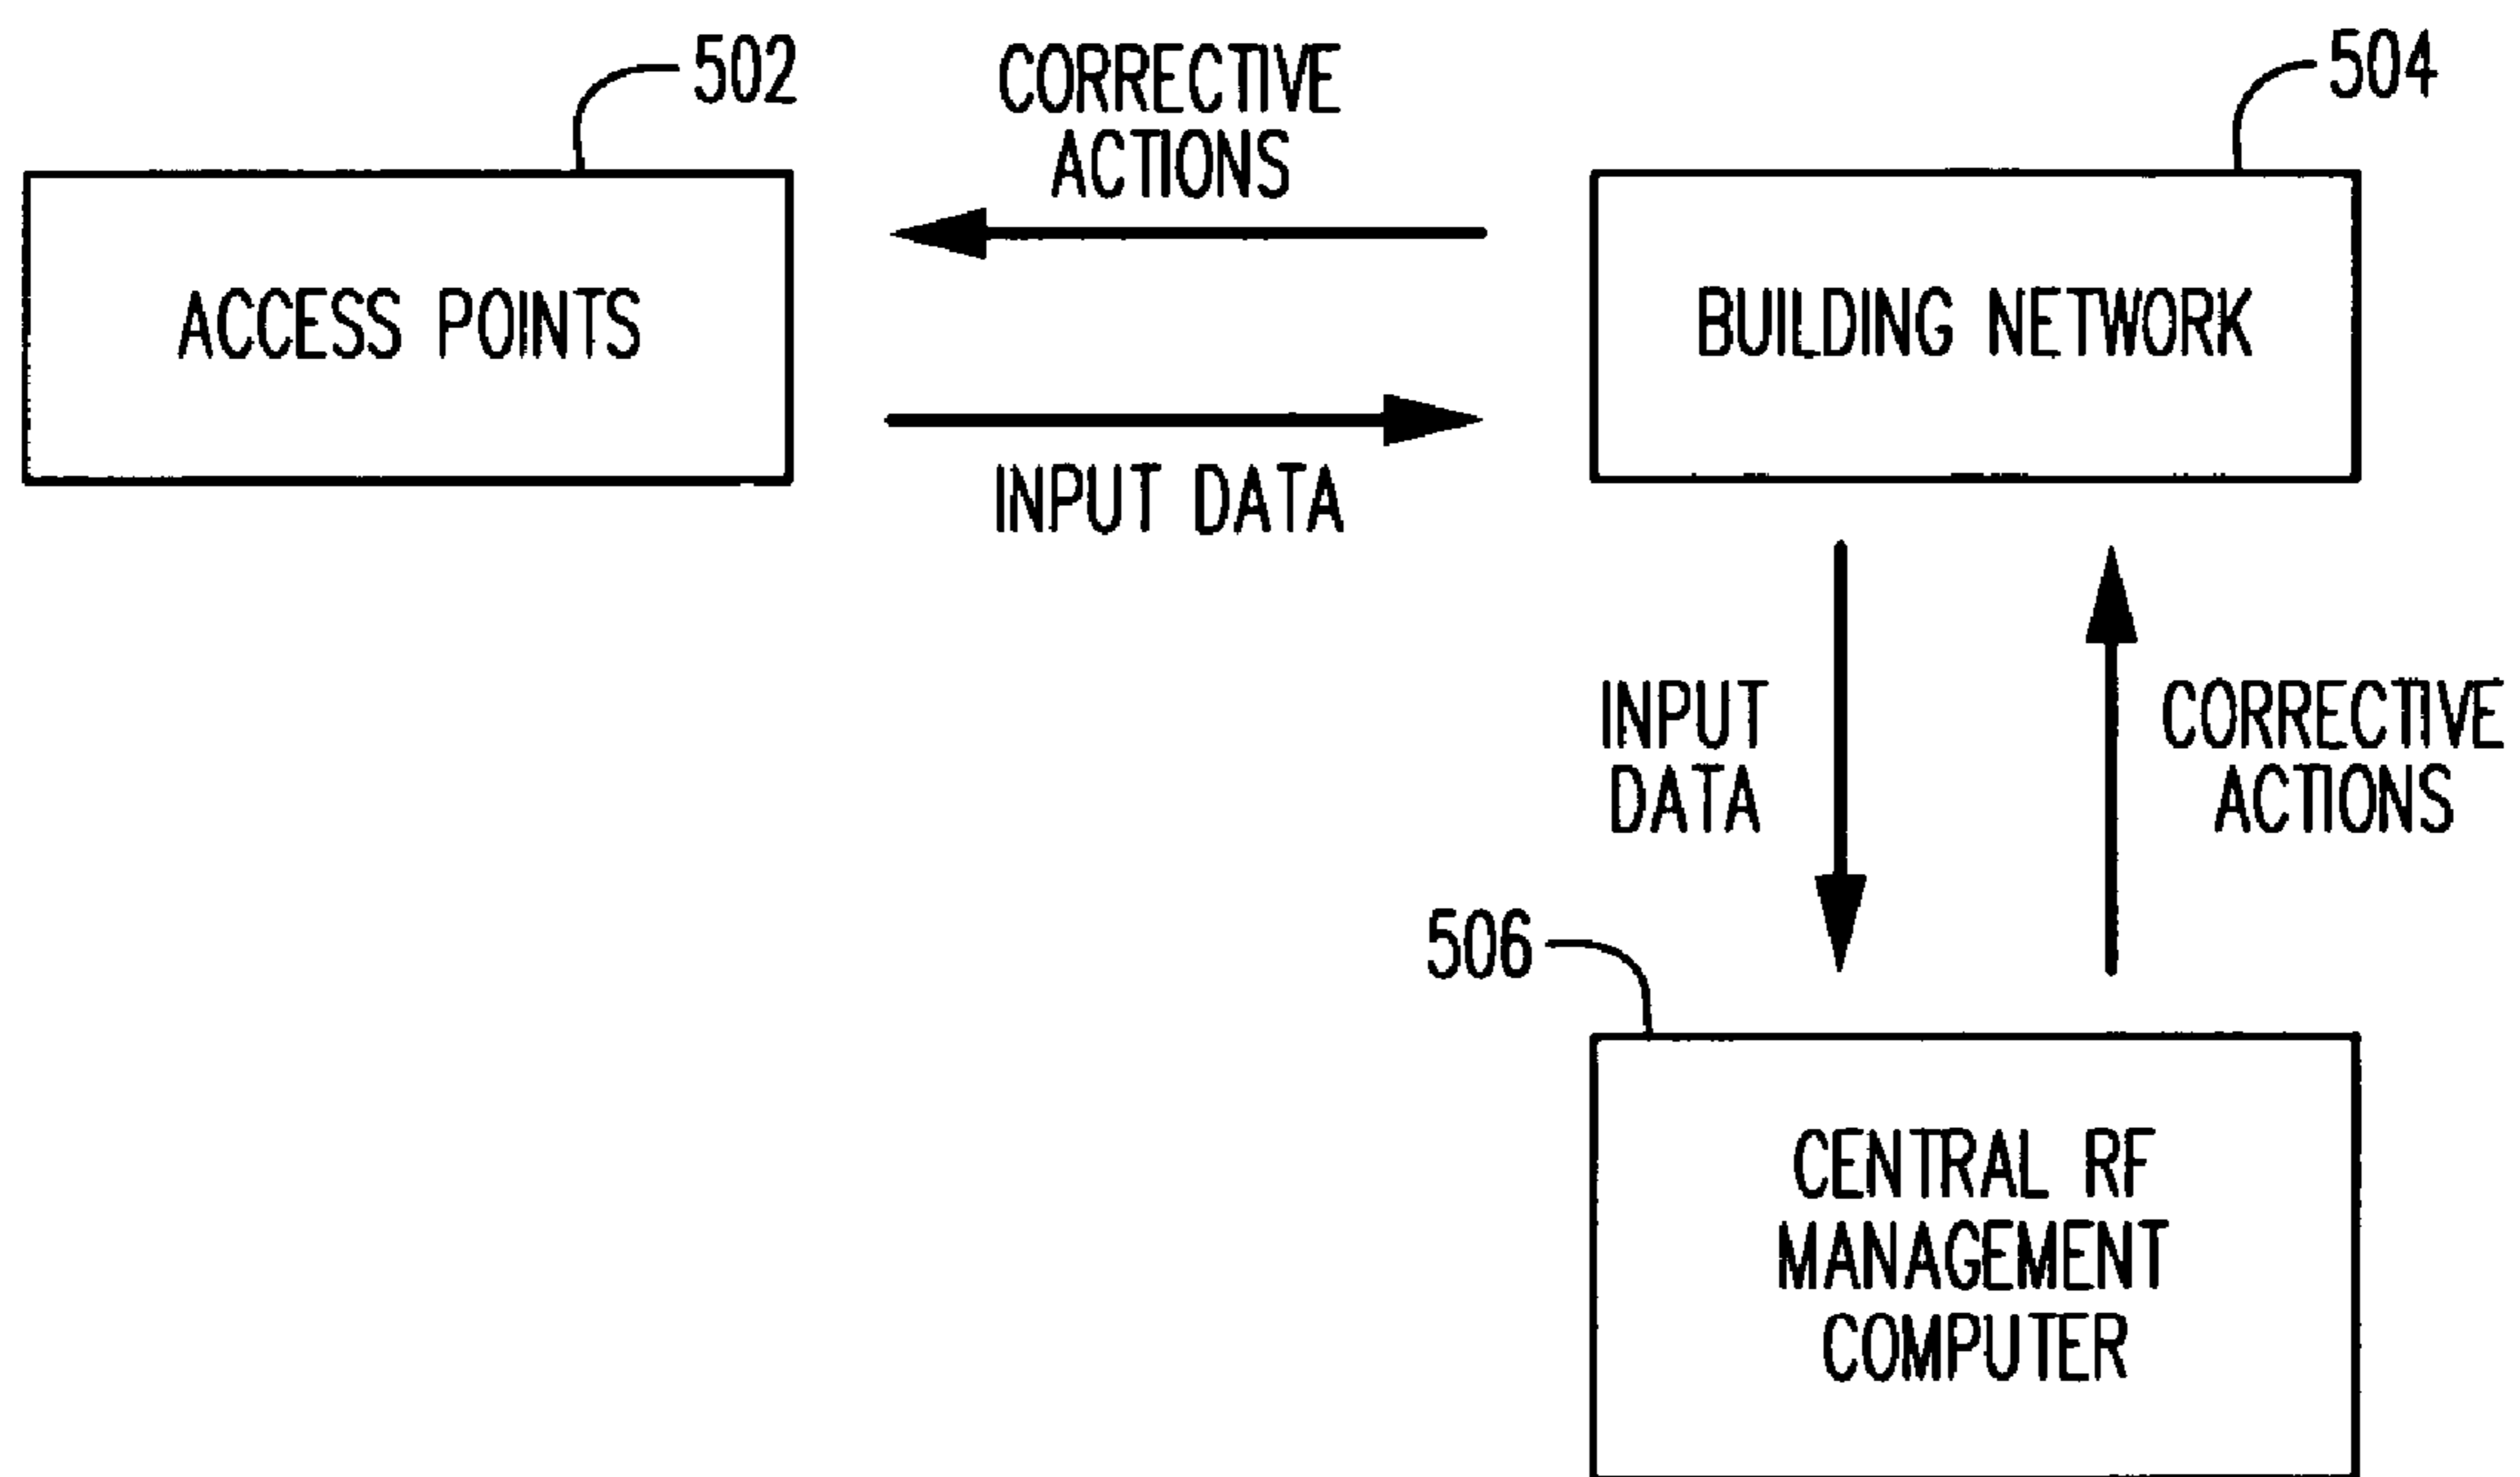 502
CORRECTIVE
ACTIONS
504
ACCESS POINTS
BUILDING NETWORK
INPUT DATA
INPUT
DATA
CORRECTIVE
ACTIONS
506
CENTRAL RF
MANAGEMENT
COMPUTER